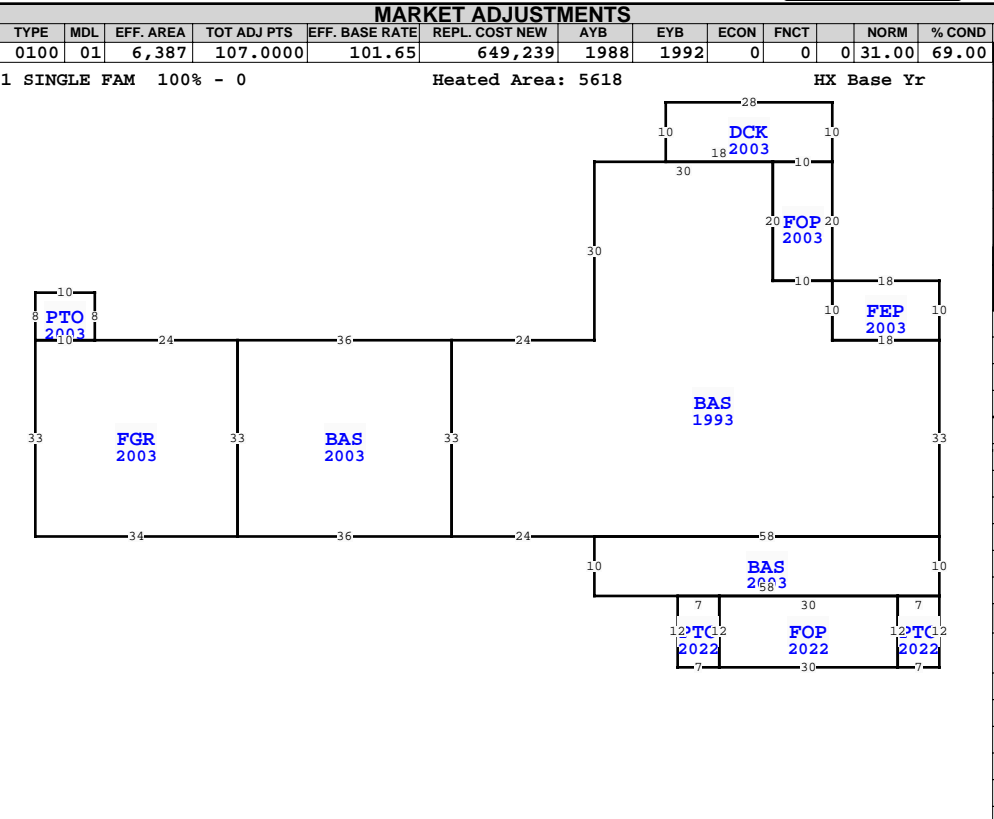 MARKET ADJUSTMENTS
TYPE MDL EFF. AREA TOT ADJ PTS EFF. BASE RATE REPL. COST NEW AYB EYB ECON FNCT NORM % COND
0100 01 6,387 107.0000 101.65 649,239 1988 1992 0 0 0 31.00 69.00
1 SINGLE FAM 100% - 0 Heated Area: 5618 HX Base Yr
28
10 DCK 10
18 2003 10
30
20 FOP 20
2003
30
10 10 18
8 PTO 8 10 FEP 10
2003 2003
10 24 36 24 18
BAS
1993
33 FGR 33 BAS 33 33
2003 2003
34 36 24 58
10 BAS 10
2003
58
7 30 7
12 PTO 12 FOP 12 PTO 12
2022 2022 2022
7 30 7